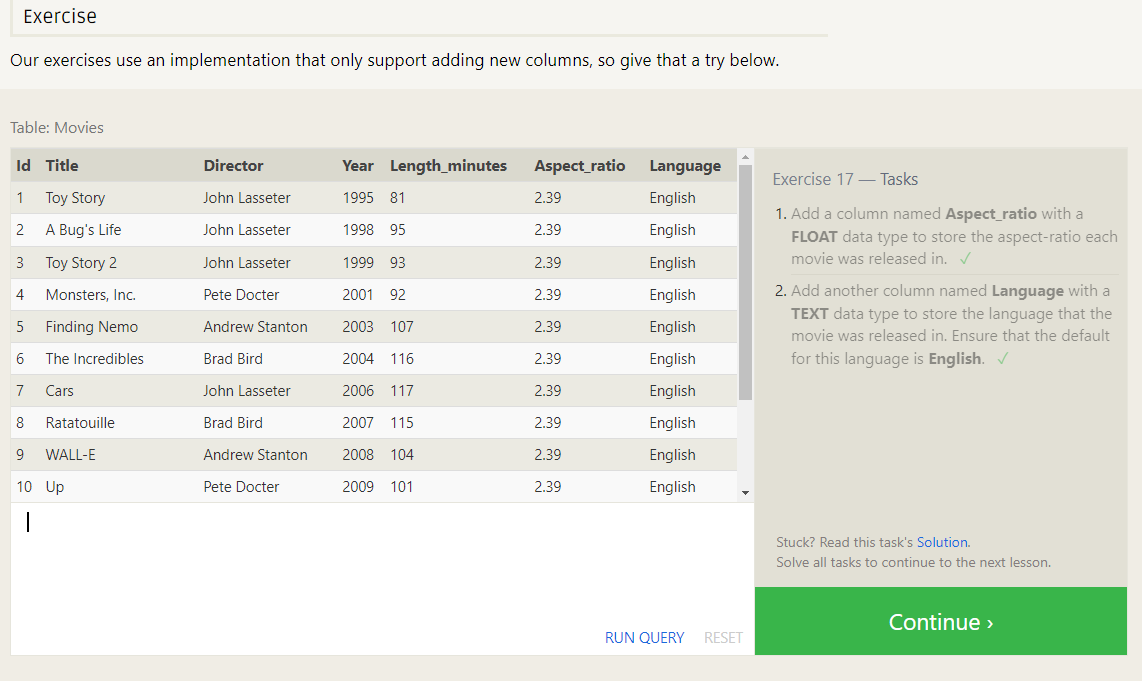 Exercise
Our exercises use an implementation that only support adding new columns, so give that a try below.
Table: Movies
Id Title Director Year Length_minutes Aspect_ratio Language
1 Toy Story John Lasseter 1995 81 2.39 English
2 A Bug's Life John Lasseter 1998 95 2.39 English
3 Toy Story 2 John Lasseter 1999 93 2.39 English
4 Monsters, Inc. Pete Docter 2001 92 2.39 English
5 Finding Nemo Andrew Stanton 2003 107 2.39 English
6 The Incredibles Brad Bird 2004 116 2.39 English
7 Cars John Lasseter 2006 117 2.39 English
8 Ratatouille Brad Bird 2007 115 2.39 English
9 WALL-E Andrew Stanton 2008 104 2.39 English
10 Up Pete Docter 2009 101 2.39 English
RUN QUERY RESET
Exercise 17 — Tasks
1. Add a column named Aspect_ratio with a
FLOAT data type to store the aspect-ratio each
movie was released in. ✓
2. Add another column named Language with a
TEXT data type to store the language that the
movie was released in. Ensure that the default
for this language is English. ✓
Stuck? Read this task's Solution.
Solve all tasks to continue to the next lesson.
Continue ›